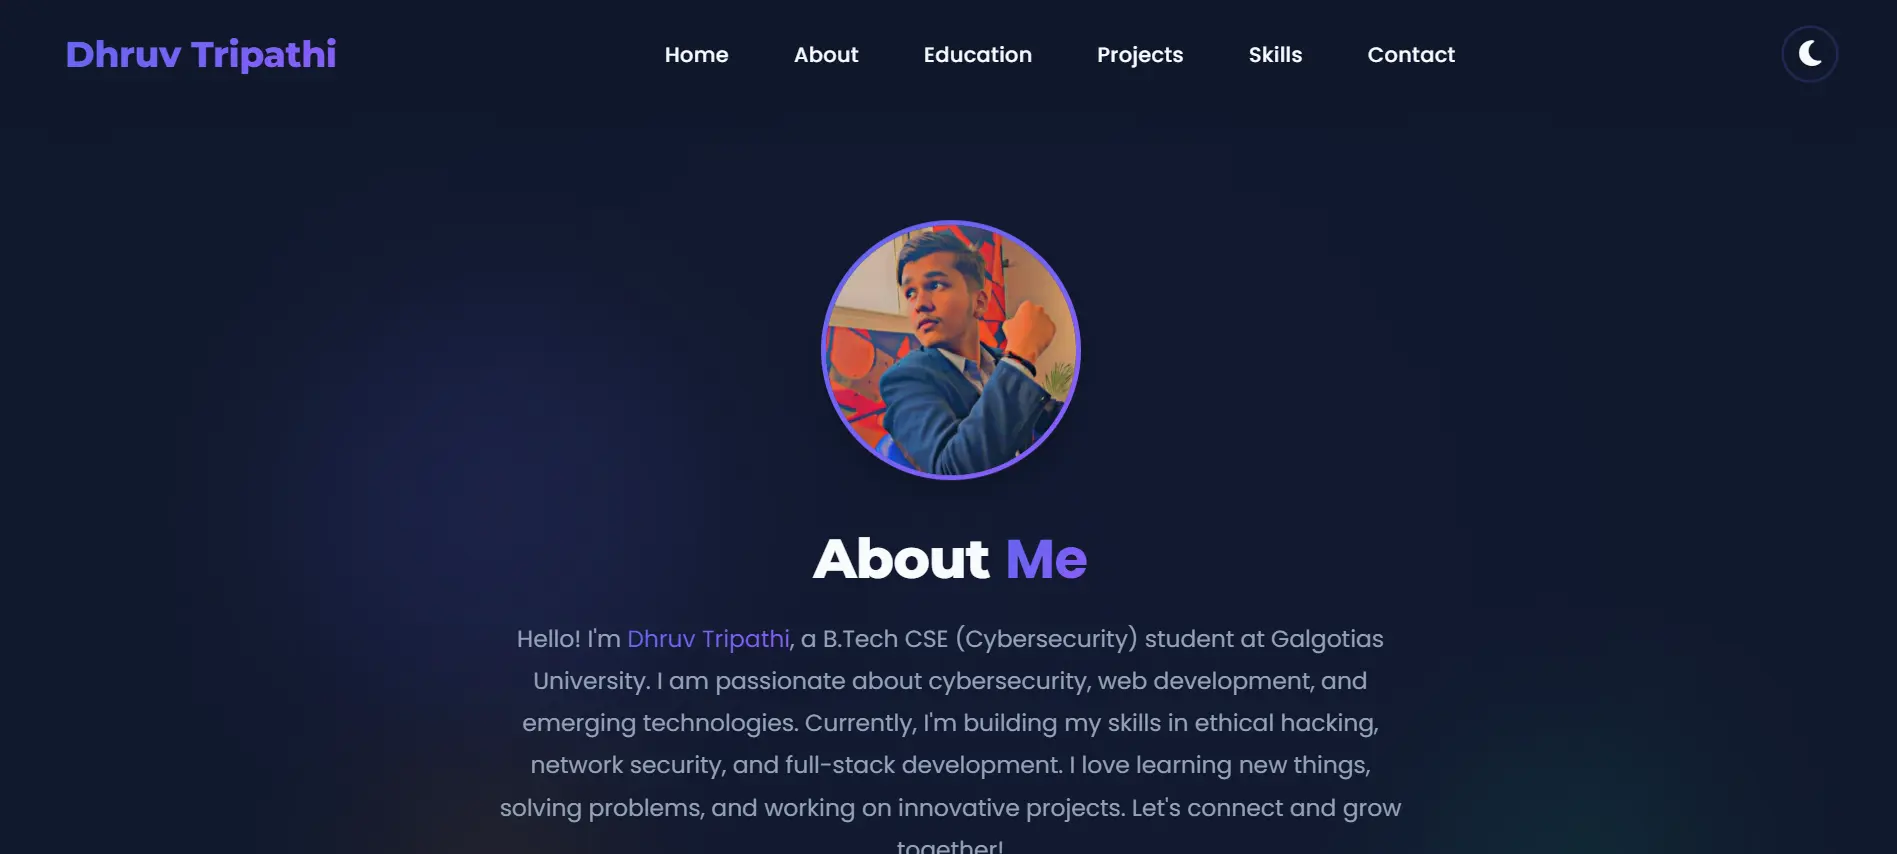 Dhruv Tripathi
Home
About
Education
Projects
Skills
Contact
About Me
Hello! I'm Dhruv Tripathi, a B.Tech CSE (Cybersecurity) student at Galgotias
University. I am passionate about cybersecurity, web development, and
emerging technologies. Currently, I'm building my skills in ethical hacking,
network security, and full-stack development. I love learning new things,
solving problems, and working on innovative projects. Let's connect and grow
together!